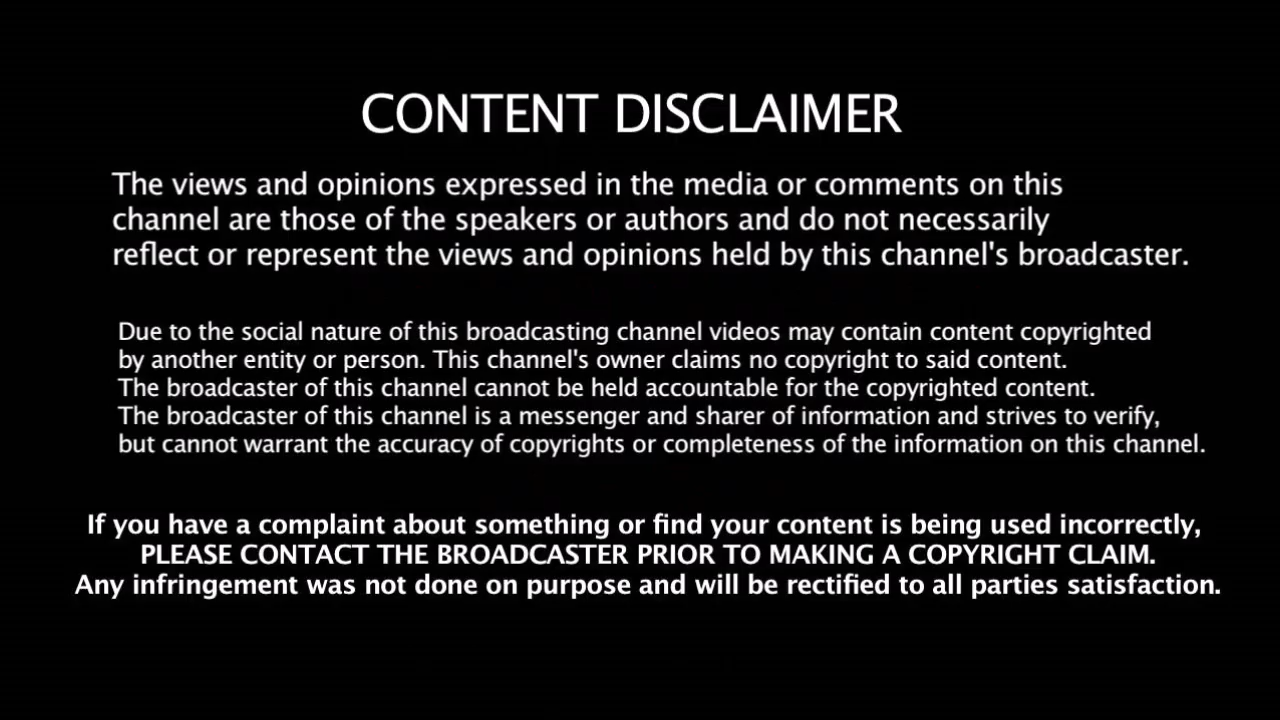 CONTENT DISCLAIMER
The views and opinions expressed in the media or comments on this
channel are those of the speakers or authors and do not necessarily
reflect or represent the views and opinions held by this channel's broadcaster.
Due to the social nature of this broadcasting channel videos may contain content copyrighted
by another entity or person. This channel's owner claims no copyright to said content.
The broadcaster of this channel cannot be held accountable for the copyrighted content.
The broadcaster of this channel is a messenger and sharer of information and strives to verify,
but cannot warrant the accuracy of copyrights or completeness of the information on this channel.
If you have a complaint about something or find your content is being used incorrectly,
PLEASE CONTACT THE BROADCASTER PRIOR TO MAKING A COPYRIGHT CLAIM.
Any infringement was not done on purpose and will be rectified to all parties satisfaction.